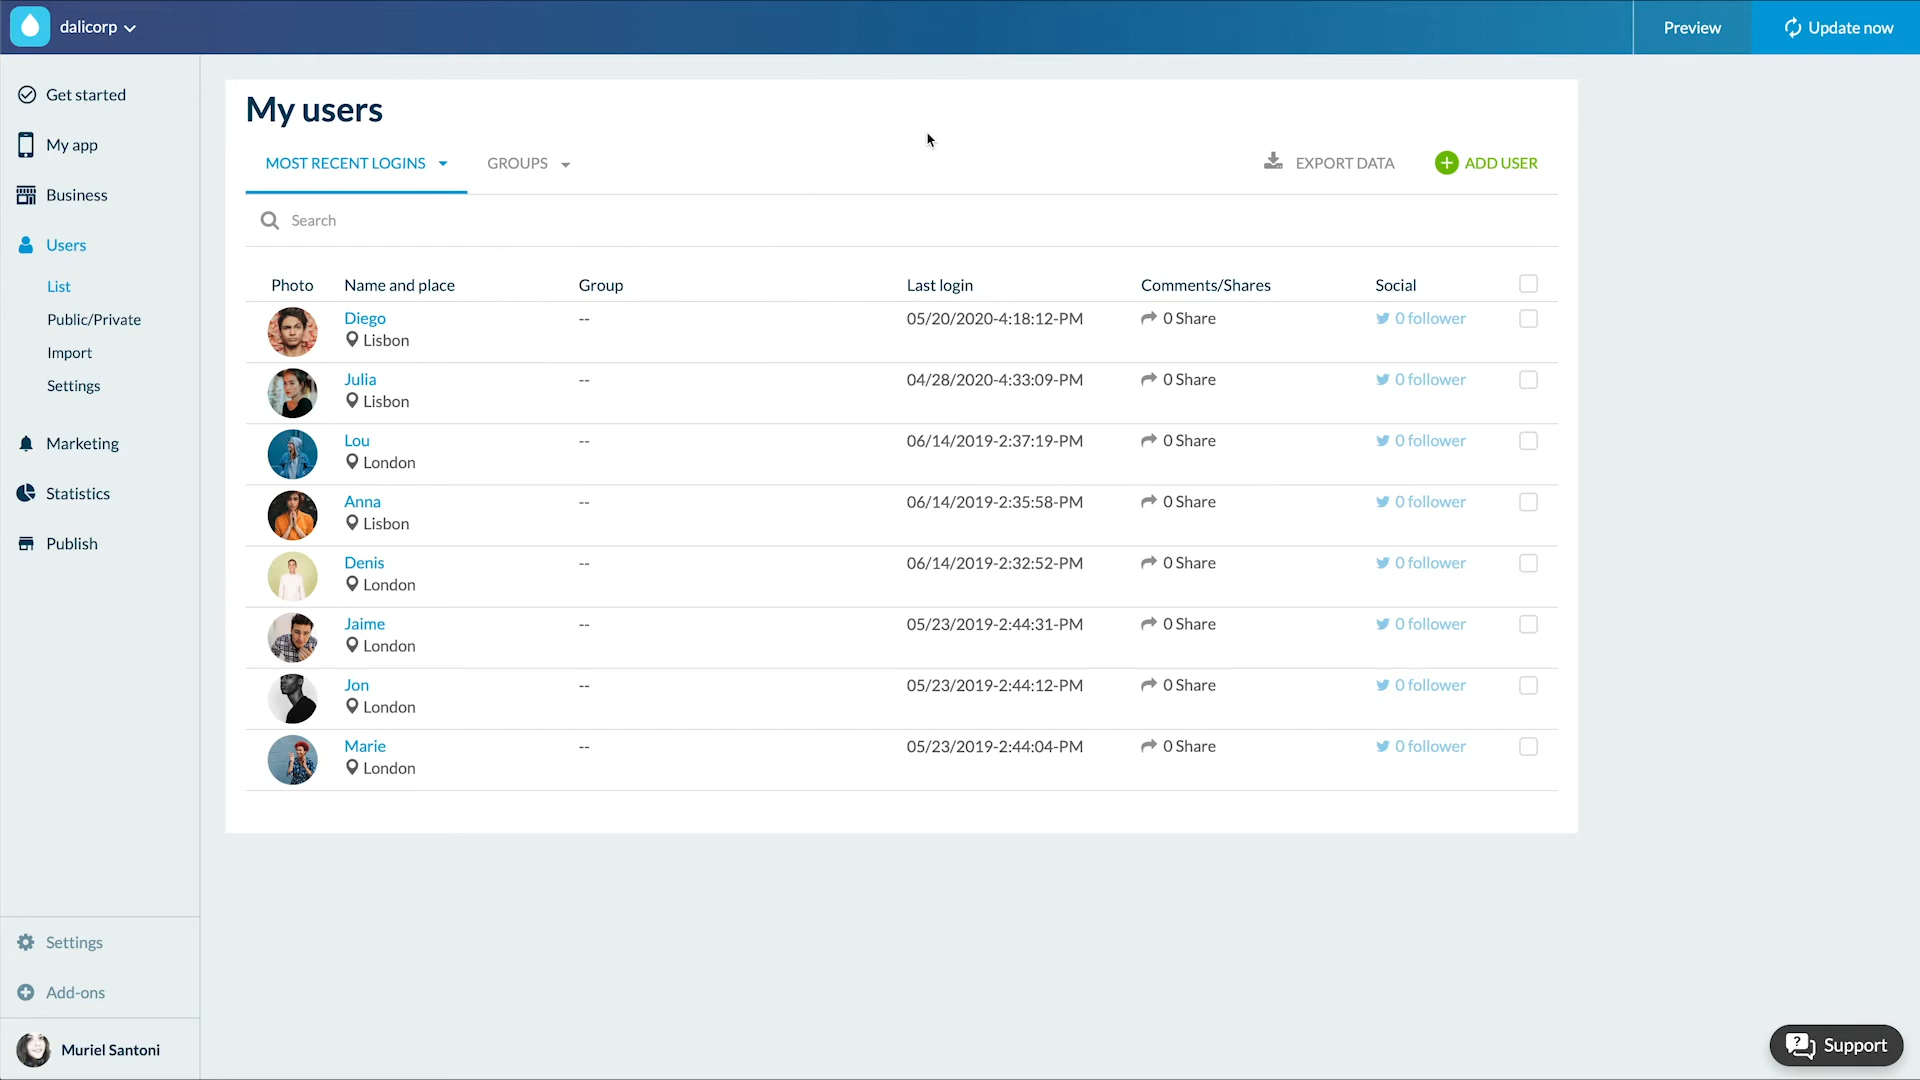 dalicorp
Preview
Update now
Get started
My app
Business
Users
List
Public/Private
Import
Settings
Marketing
Statistics
Publish
Settings
Add-ons
Muriel Santoni
My users
MOST RECENT LOGINS
GROUPS
EXPORT DATA
ADD USER
Search
Photo Name and place Group Last login Comments/Shares Social
Diego -- 05/20/2020-4:18:12-PM 0 Share 0 follower
Lisbon
Julia -- 04/28/2020-4:33:09-PM 0 Share 0 follower
Lisbon
Lou -- 06/14/2019-2:37:19-PM 0 Share 0 follower
London
Anna -- 06/14/2019-2:35:58-PM 0 Share 0 follower
Lisbon
Denis -- 06/14/2019-2:32:52-PM 0 Share 0 follower
London
Jaime -- 05/23/2019-2:44:31-PM 0 Share 0 follower
London
Jon -- 05/23/2019-2:44:12-PM 0 Share 0 follower
London
Marie -- 05/23/2019-2:44:04-PM 0 Share 0 follower
London
Support